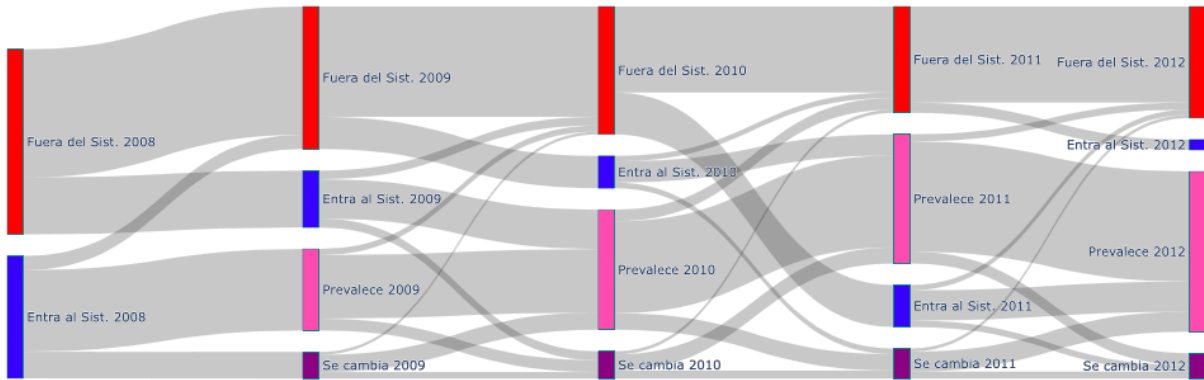 Fuera del Sist. 2008
Entra al Sist. 2008
Fuera del Sist. 2009
Entra al Sist. 2009
Prevalece 2009
Se cambia 2009
Fuera del Sist. 2010
Entra al Sist. 2010
Prevalece 2010
Se cambia 2010
Fuera del Sist. 2011
Prevalece 2011
Entra al Sist. 2011
Se cambia 2011
Fuera del Sist. 2012
Entra al Sist. 2012
Prevalece 2012
Se cambia 2012